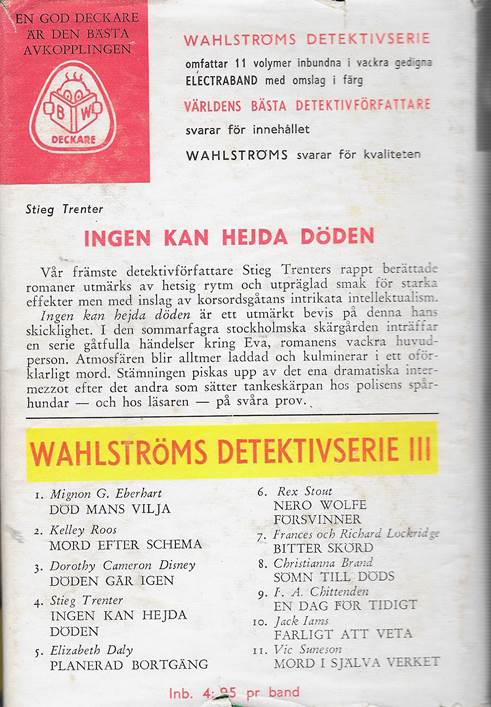 EN GOD DECKARE
ÄR DEN BÄSTA
AVKOPPLINGEN
B W
DECKARE
WAHLSTRÖMS DETEKTIVSERIE
omfattar 11 volymer inbundna i vackra gedigna
ELECTRABAND med omslag i färg
VÄRLDENS BÄSTA DETEKTIVFÖRFATTARE
svarar för innehållet
WAHLSTRÖMS svarar för kvaliteten
Stieg Trenter
INGEN KAN HEJDA DÖDEN
Vår främste detektivförfattare Stieg Trenters rappt berättade
romaner utmärks av hetsig rytm och utpräglad smak för starka
effekter men med inslag av korsordsgåtans intrikata intellektualism.
Ingen kan hejda döden är ett utmärkt bevis på denna hans
skicklighet. I den sommarfagra stockholmska skärgården inträffar
en serie gåtfulla händelser kring Eva, romanens vackra huvud-
person. Atmosfären blir alltmer laddad och kulminerar i ett oför-
klarligt mord. Stämningen piskas upp av det ena dramatiska inter-
mezzot efter det andra som sätter tankeskärpan hos polisens spår-
hundar — och hos läsaren — på svåra prov.
WAHLSTRÖMS DETEKTIVSERIE III
1. Mignon G. Eberhart
DÖD MANS VILJA
2. Kelley Roos
MORD EFTER SCHEMA
3. Dorothy Cameron Disney
DÖDEN GÅR IGEN
4. Stieg Trenter
INGEN KAN HEJDA
DÖDEN
5. Elizabeth Daly
PLANERAD BORTGÅNG
6. Rex Stout
NERO WOLFE
FÖRSVINNER
7. Frances och Richard Lockridge
BITTER SKÖRD
8. Christianna Brand
SÖMN TILL DÖDS
9. F. A. Chittenden
EN DAG FÖR TIDIGT
10. Jack Iams
FARLIGT ATT VETA
11. Vic Suneson
MORD I SJÄLVA VERKET
Inb. 4:95 pr band